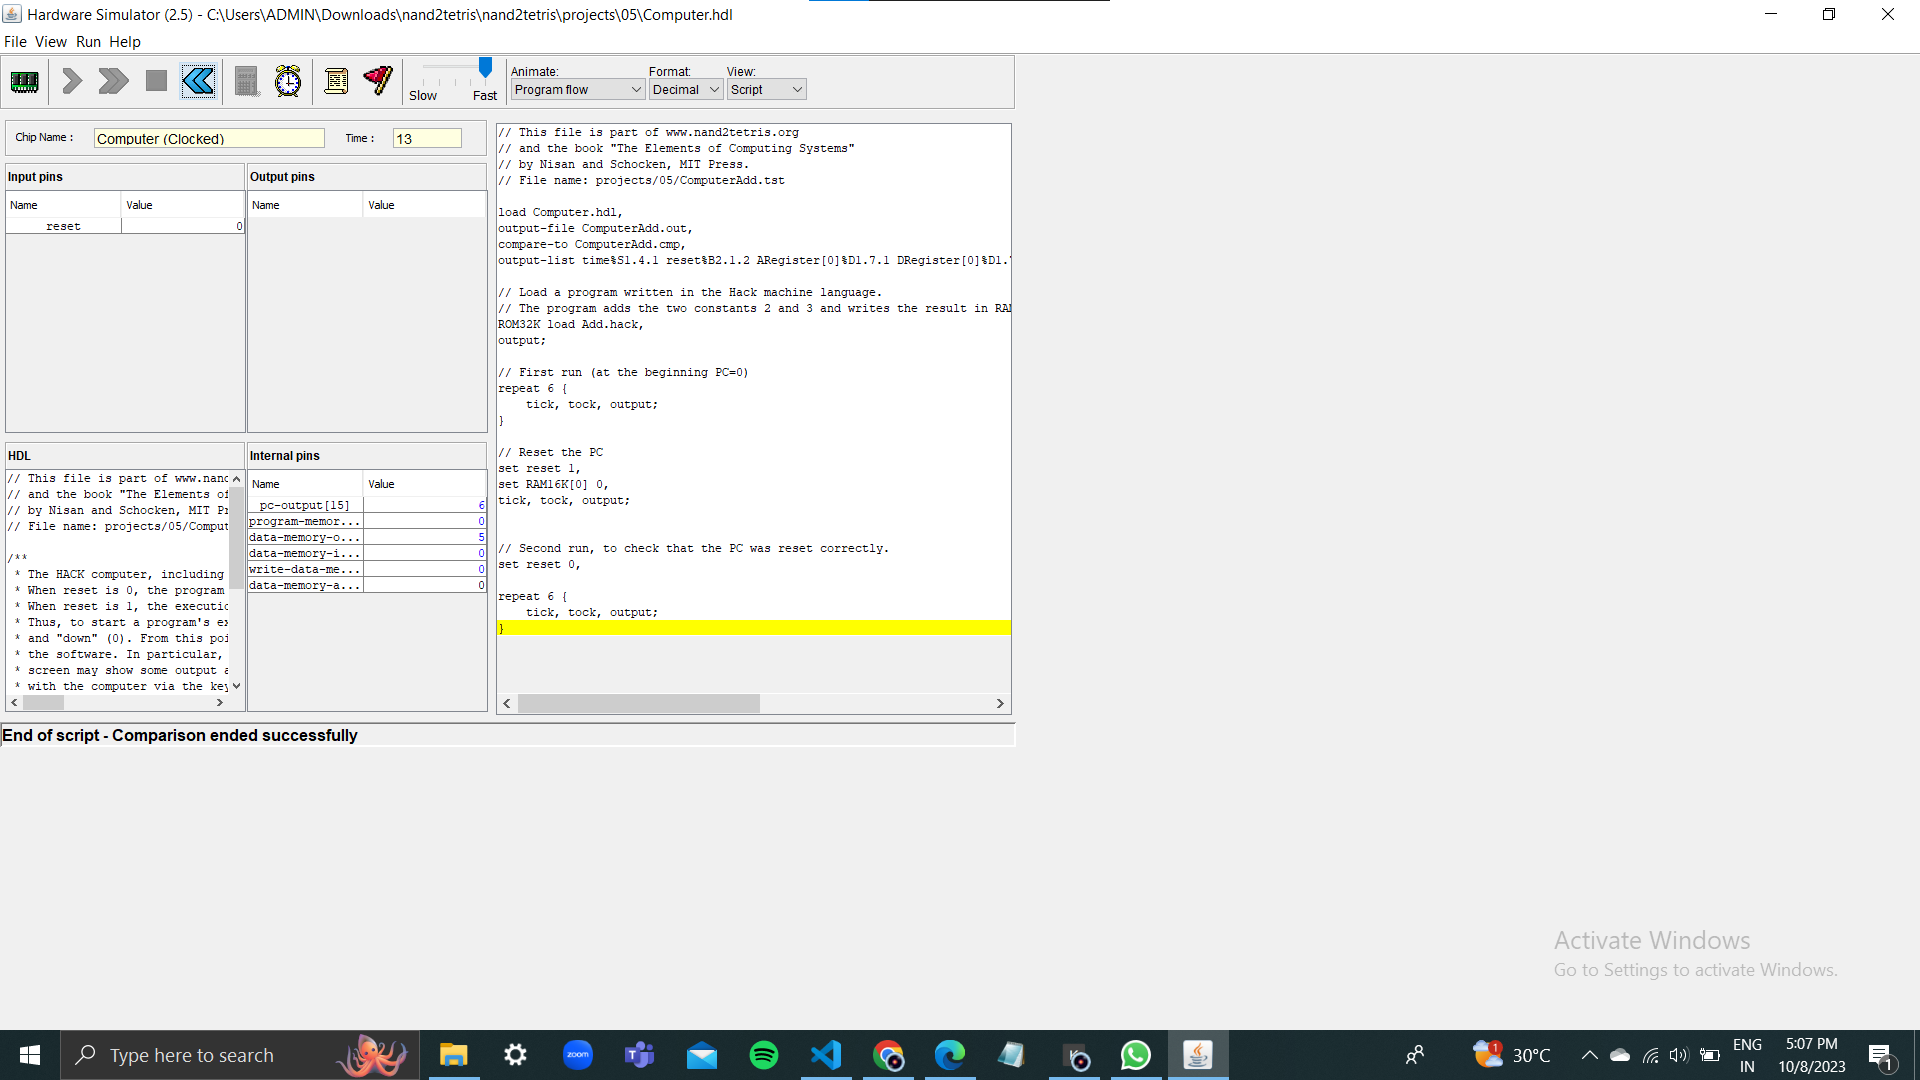 Hardware Simulator (2.5) - C:\Users\ADMIN\Downloads\nand2tetris\nand2tetris\projects\05\Computer.hdl
File View Run Help
Slow Fast
Animate: Format: View:
Program flow Decimal Script
Chip Name : Computer (Clocked) Time : 13
Input pins
Name Value
reset 0
Output pins
Name Value
HDL
// This file is part of www.nand
// and the book "The Elements of
// by Nisan and Schocken, MIT Pr
// File name: projects/05/Comput
/**
* The HACK computer, including
* When reset is 0, the program
* When reset is 1, the executio
* Thus, to start a program's ex
* and "down" (0). From this poi
* the software. In particular,
* screen may show some output a
* with the computer via the key
Internal pins
Name Value
pc-output[15] 6
program-memor... 0
data-memory-o... 5
data-memory-i... 0
write-data-me... 0
data-memory-a... 0
// This file is part of www.nand2tetris.org
// and the book "The Elements of Computing Systems"
// by Nisan and Schocken, MIT Press.
// File name: projects/05/ComputerAdd.tst
load Computer.hdl,
output-file ComputerAdd.out,
compare-to ComputerAdd.cmp,
output-list time%S1.4.1 reset%B2.1.2 ARegister[0]%D1.7.1 DRegister[0]%D1.7
// Load a program written in the Hack machine language.
// The program adds the two constants 2 and 3 and writes the result in RAM
ROM32K load Add.hack,
output;
// First run (at the beginning PC=0)
repeat 6 {
tick, tock, output;
}
// Reset the PC
set reset 1,
set RAM16K[0] 0,
tick, tock, output;
// Second run, to check that the PC was reset correctly.
set reset 0,
repeat 6 {
tick, tock, output;
}
End of script - Comparison ended successfully
Activate Windows
Go to Settings to activate Windows.
Type here to search
zoom
1
30°C
ENG
IN
5:07 PM
10/8/2023
1